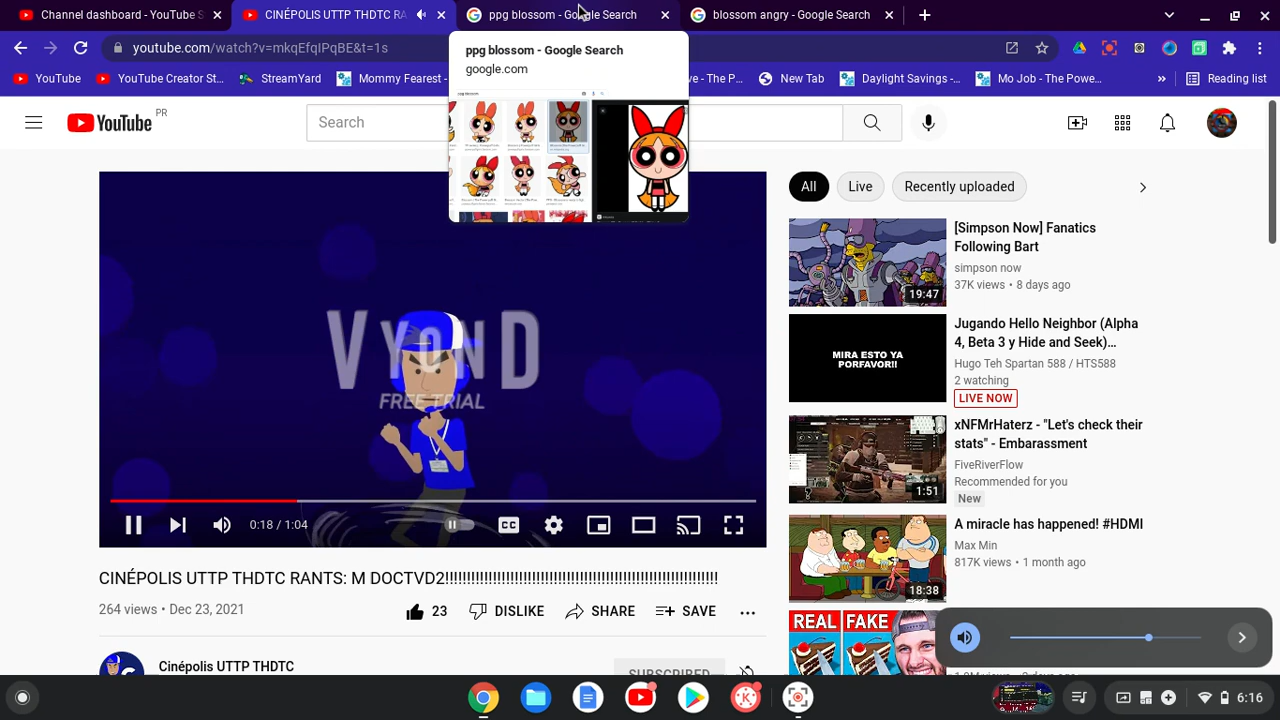 YouTube - YouTube S
CINÉPOLIS UTTP THDTC RA
ppg blossom - Google Search
blossom angry - Google Search
youtube.com/watch?v=mkqEfqIPqBE&t=1s
YouTube
YouTube Creator St...
StreamYard
Mommy Fearest -
ve - The P...
New Tab
Daylight Savings -...
Mo Job - The Powe...
Reading list
ppg blossom - Google Search
google.com
YouTube
PR
Search
All
Live
Recently uploaded
VYOND
FREE TRIAL
0:18 / 1:04
CC
CINÉPOLIS UTTP THDTC RANTS: M DOCTVD2!!!!!!!!!!!!!!!!!!!!!!!!!!!!!!!!!!!!!!!!!!!!!!!!!!!!!!!!!!!!!!!
264 views • Dec 23, 2021
23
DISLIKE
SHARE
SAVE
Cinépolis UTTP THDTC
SUBSCRIBED
[Simpson Now] Fanatics
Following Bart
simpson now
37K views • 8 days ago
19:47
Jugando Hello Neighbor (Alpha
4, Beta 3 y Hide and Seek)...
Hugo Teh Spartan 588 / HTS588
2 watching
LIVE NOW
MIRA ESTO YA
PORFAVOR!!
xNFMrHaterz - "Let's check their
stats" - Embarassment
FiveRiverFlow
Recommended for you
New
1:51
A miracle has happened! #HDMI
Max Min
817K views • 1 month ago
18:38
REAL
FAKE
6:16